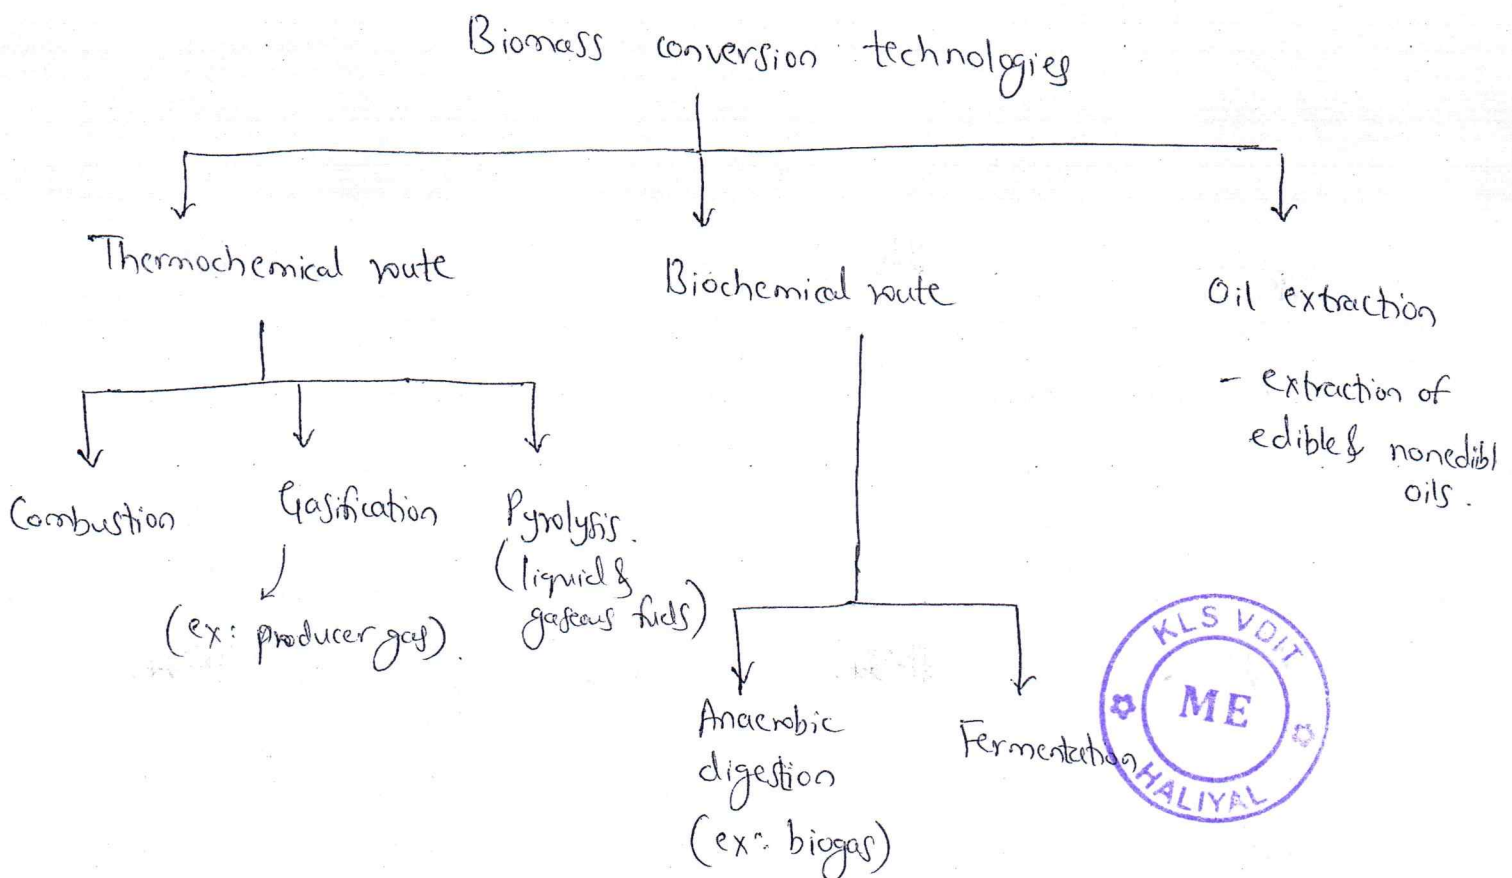 Biomass conversion technologies
Thermochemical route
Biochemical route
Oil extraction
- extraction of
edible & nonedibl
oils.
Combustion
Gasification
(ex: producer gas).
Pyrolysis.
(liquid &
gaseous fuels)
Anaerobic
digestion
(ex: biogas)
Fermentation
KLS VDIT
ME
HALIYAL